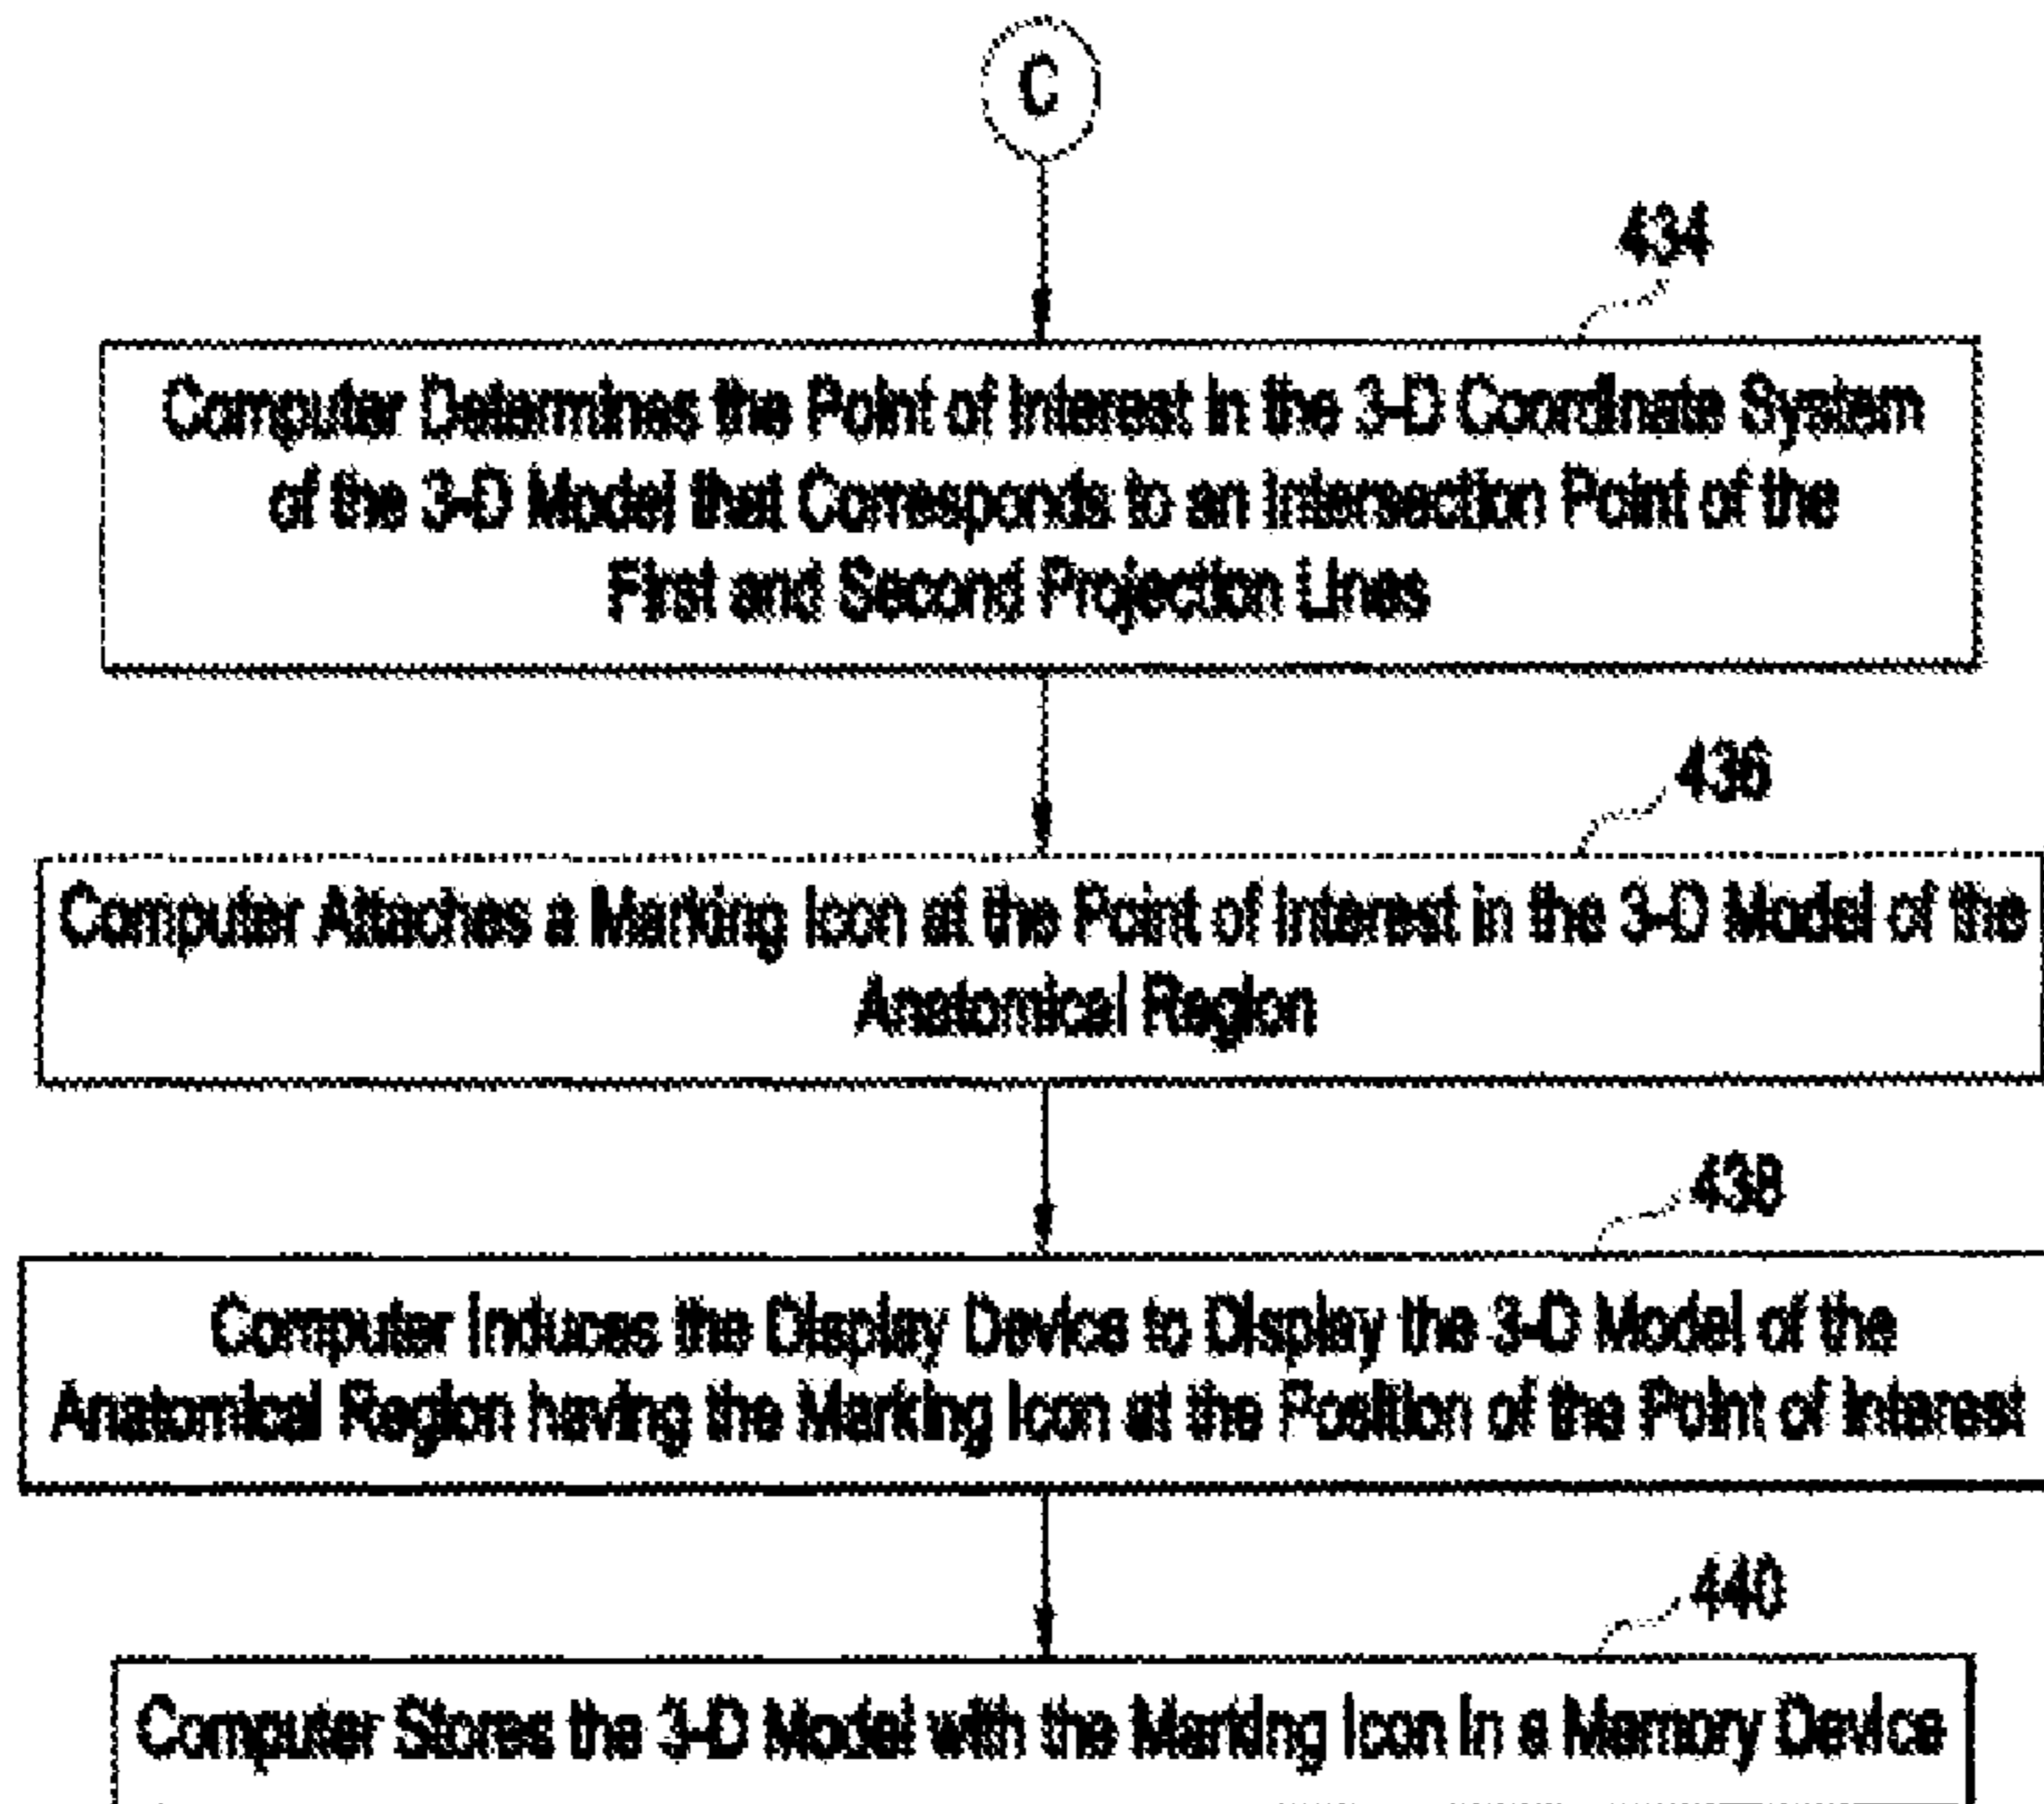 C
434
Computer Determines the Point of Interest in the 3-D Coordinate System
of the 3-D Model that Corresponds to an Intersection Point of the
First and Second Projection Lines
436
Computer Attaches a Marking Icon at the Point of Interest in the 3-D Model of the
Anatomical Region
438
Computer Induces the Display Device to Display the 3-D Model of the
Anatomical Region having the Marking Icon at the Position of the Point of Interest
440
Computer Stores the 3-D Model with the Marking Icon in a Memory Device